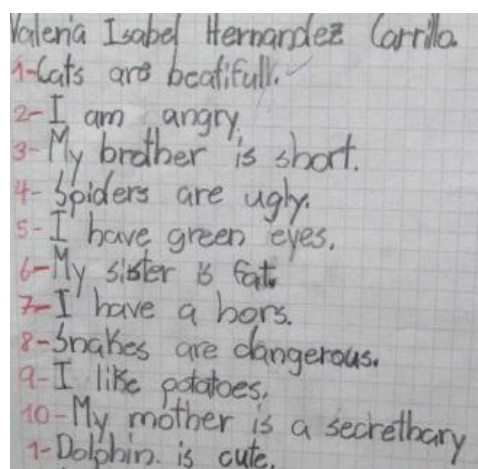 Valeria Isabel Hernandez Carrilla
1-Cats are beatifull.
2-I am angry.
3-My brother is short.
4-Spiders are ugly.
5-I have green eyes.
6-My sister is fat.
7-I have a hors.
8-Snakes are dangerous.
9-I like potatoes.
10-My mother is a secrethary
1-Dolphin. is cute.